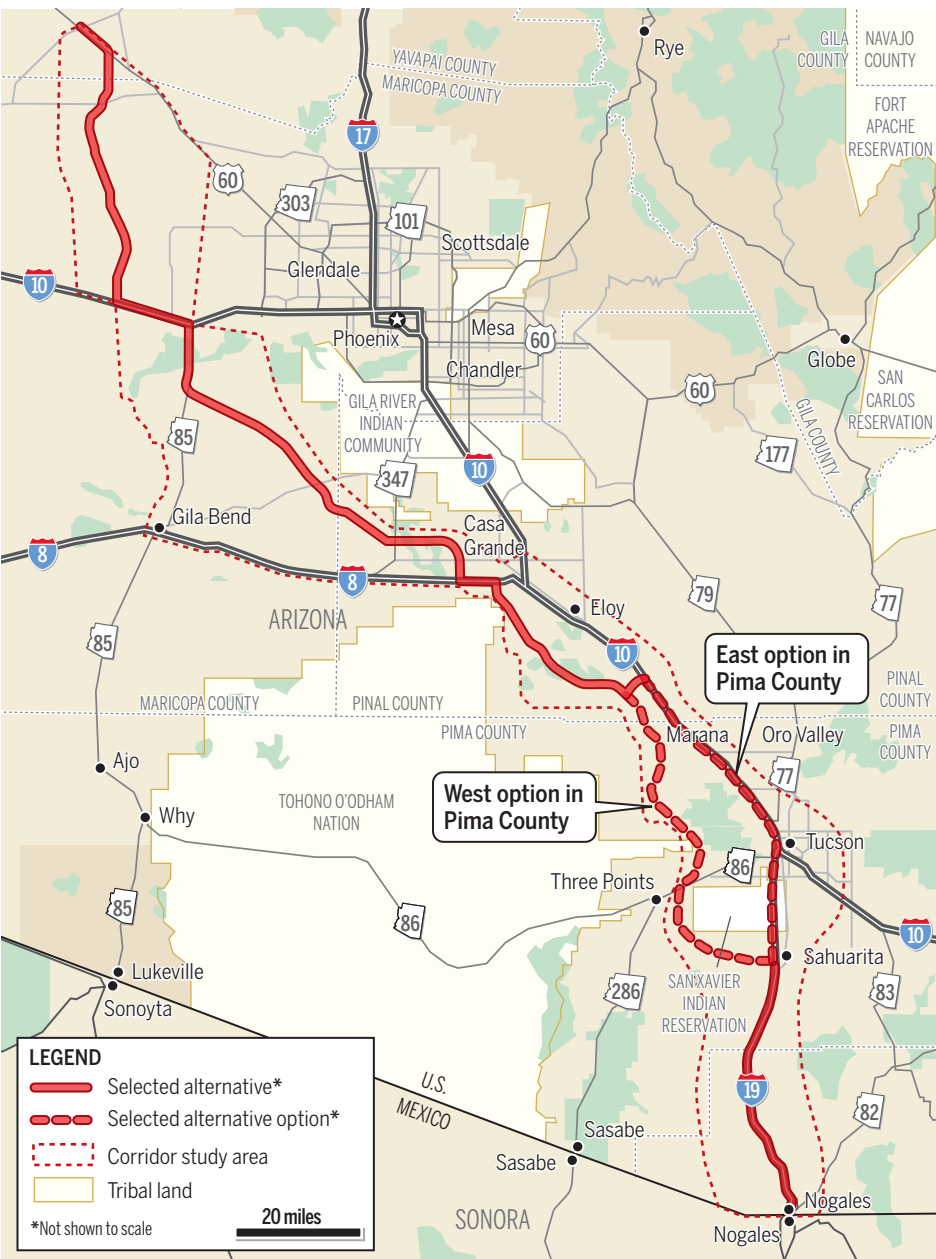 Rye
GILA
COUNTY
NAVAJO
COUNTY
YAVAPAI COUNTY
MARICOPA COUNTY
FORT
APACHE
RESERVATION
17
60
303
101
Scottsdale
Glendale
10
Phoenix
Mesa
60
Globe
Chandler
60
SAN
CARLOS
RESERVATION
GILA RIVER
INDIAN
COMMUNITY
GILA COUNTY
85
177
347
10
Gila Bend
Casa
Grande
8
8
79
77
ARIZONA
Eloy
85
10
East option in
Pima County
PINAL
COUNTY
MARICOPA COUNTY
PINAL COUNTY
PIMA COUNTY
Marana
Oro Valley
PIMA
COUNTY
Ajo
77
West option in
Pima County
TOHONO O'ODHAM
NATION
Why
Tucson
86
Three Points
85
86
10
Sahuarita
Lukeville
Sonoyta
286
SAN XAVIER
INDIAN
RESERVATION
83
LEGEND
Selected alternative*
Selected alternative option*
Corridor study area
Tribal land
*Not shown to scale
20 miles
U.S.
MEXICO
19
82
Sasabe
Sasabe
SONORA
Nogales
Nogales